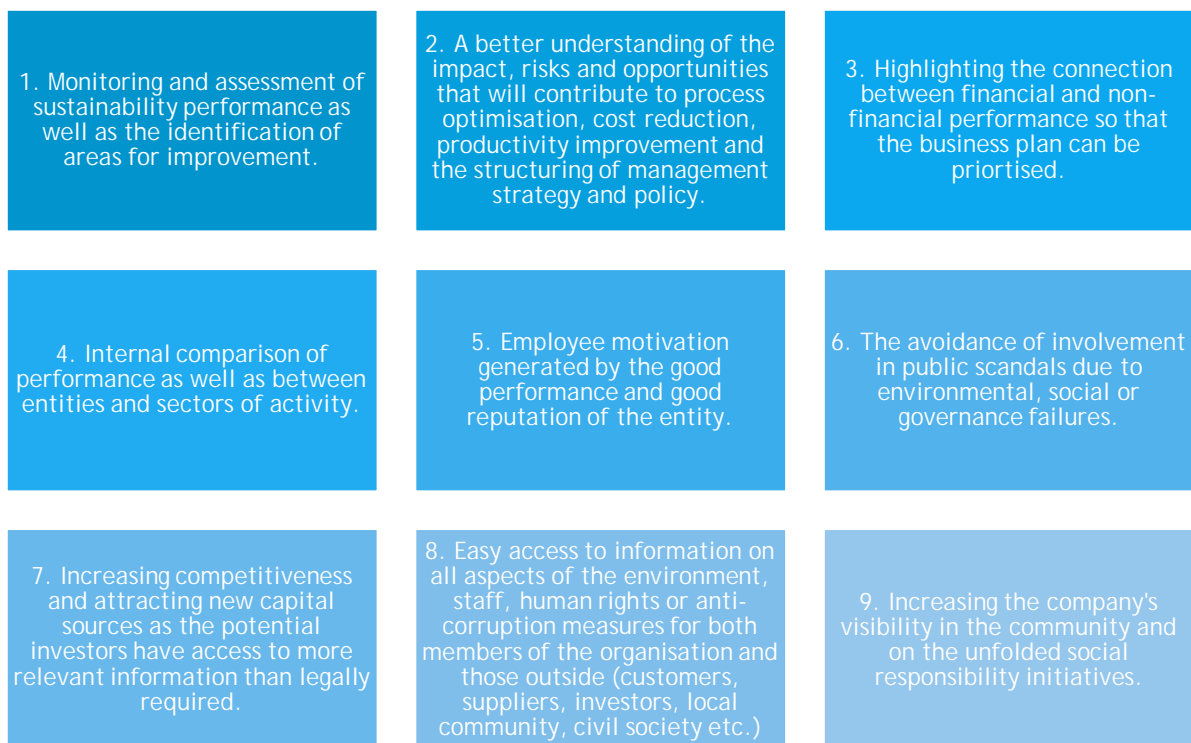 1. Monitoring and assessment of
sustainability performance as
well as the identification of
areas for improvement.
2. A better understanding of the
impact, risks and opportunities
that will contribute to process
optimisation, cost reduction,
productivity improvement and
the structuring of management
strategy and policy.
3. Highlighting the connection
between financial and non-
financial performance so that
the business plan can be
priortised.
4. Internal comparison of
performance as well as between
entities and sectors of activity.
5. Employee motivation
generated by the good
performance and good
reputation of the entity.
6. The avoidance of involvement
in public scandals due to
environmental, social or
governance failures.
7. Increasing competitiveness
and attracting new capital
sources as the potential
investors have access to more
relevant information than legally
required.
8. Easy access to information on
all aspects of the environment,
staff, human rights or anti-
corruption measures for both
members of the organisation and
those outside (customers,
suppliers, investors, local
community, civil society etc.)
9. Increasing the company's
visibility in the community and
on the unfolded social
responsibility initiatives.